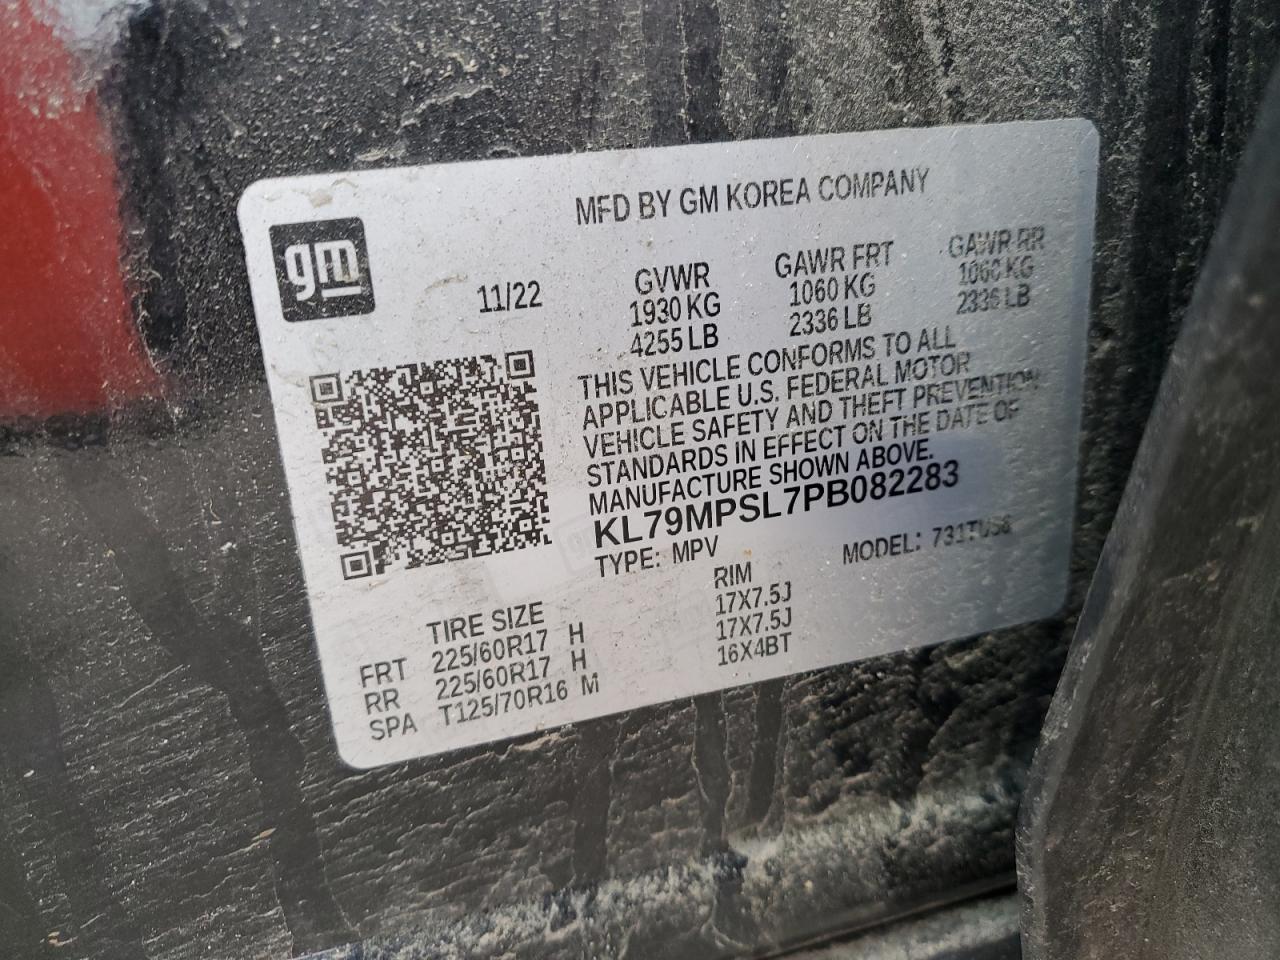 gm
MFD BY GM KOREA COMPANY
11/22
GVWR GAWR FRT GAWR RR
1930 KG 1060 KG 1060 KG
4255 LB 2336 LB 2336 LB
THIS VEHICLE CONFORMS TO ALL
APPLICABLE U.S. FEDERAL MOTOR
VEHICLE SAFETY AND THEFT PREVENTION
STANDARDS IN EFFECT ON THE DATE OF
MANUFACTURE SHOWN ABOVE.
KL79MPSL7PB082283
TYPE: MPV MODEL:
TIRE SIZE RIM
FRT 225/60R17 H 17X7.5J
RR 225/60R17 H 17X7.5J
SPA T125/70R16 M 16X4BT